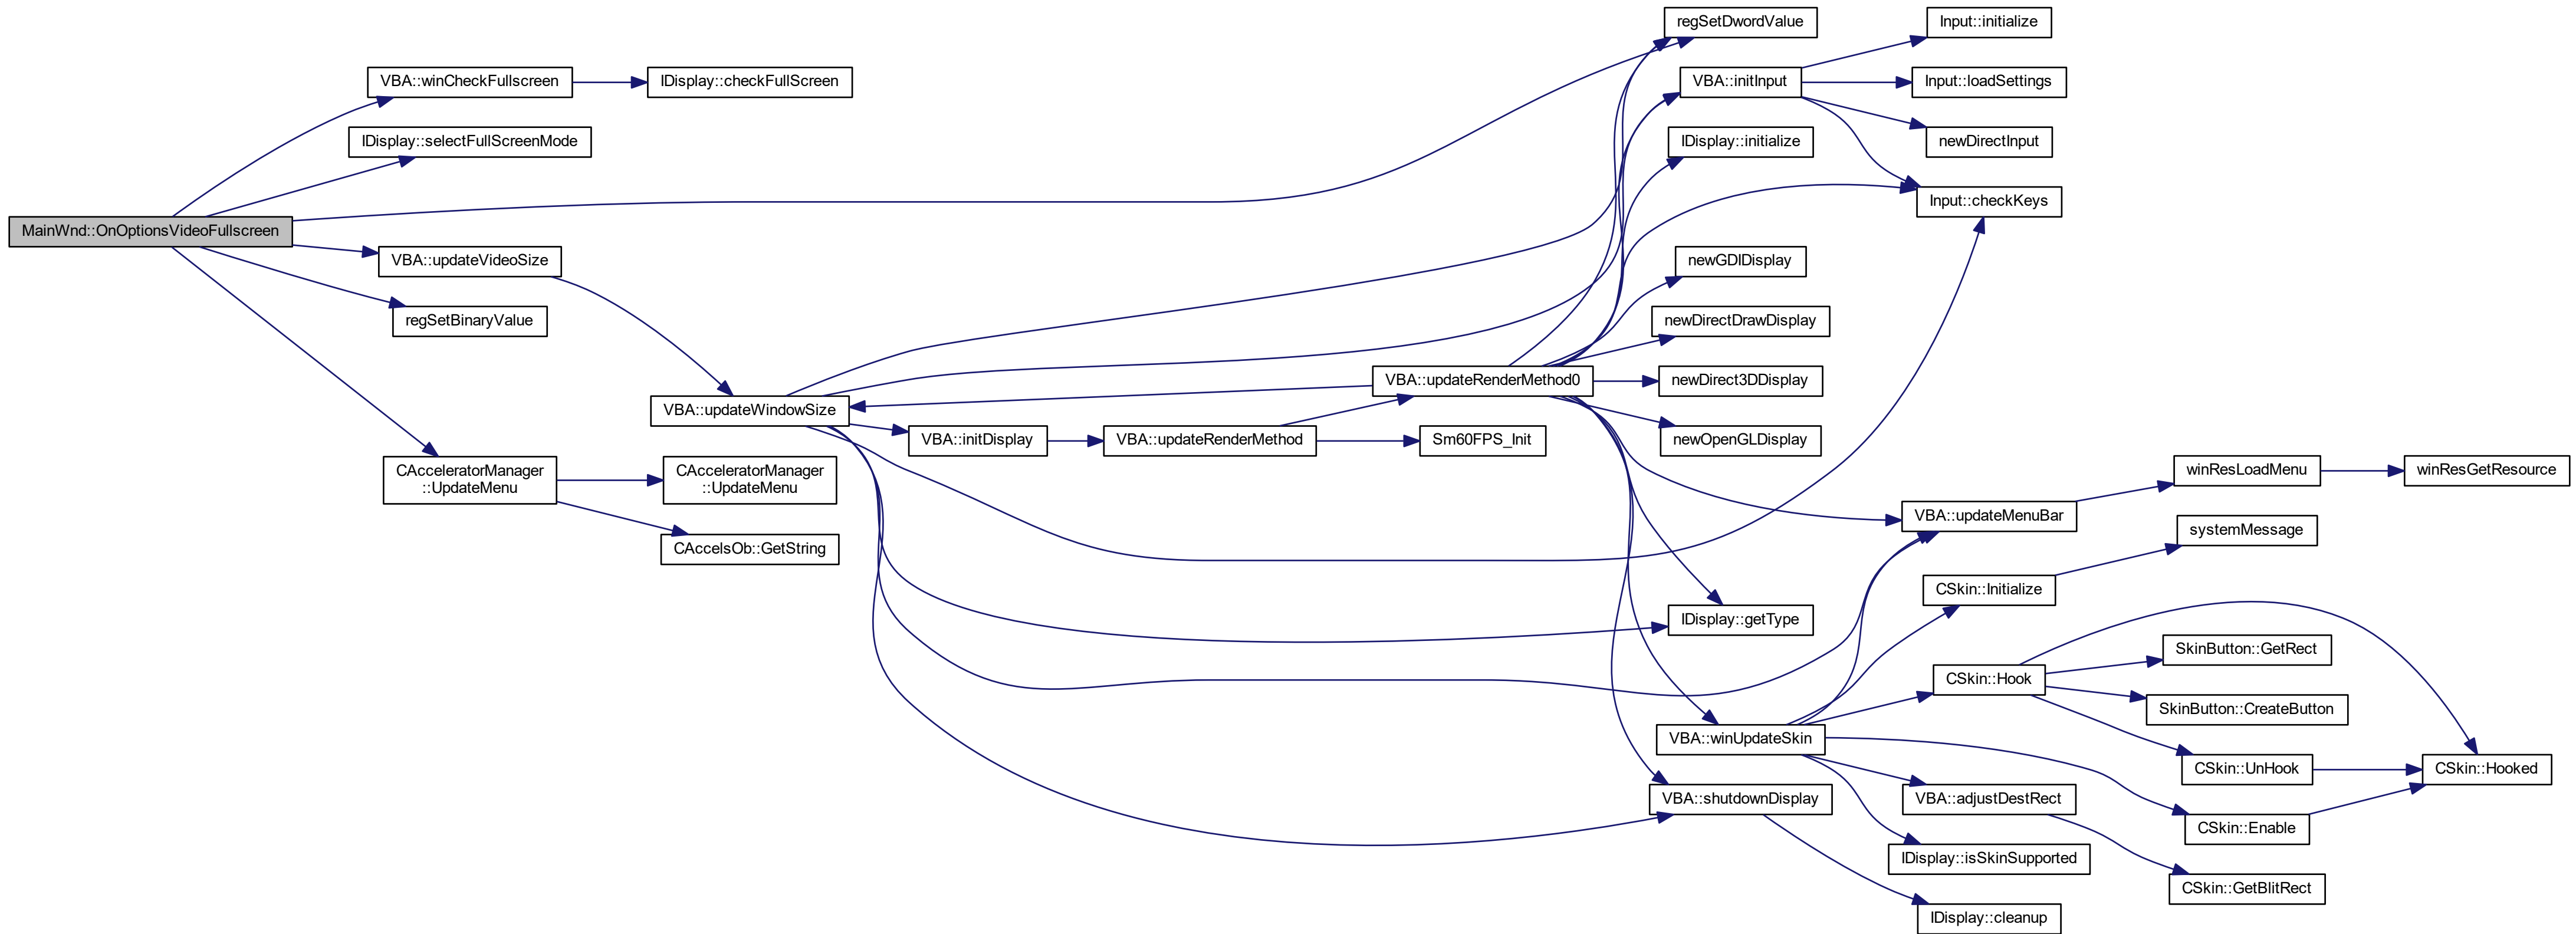 MainWnd::OnOptionsVideoFullscreen
VBA::winCheckFullscreen
IDisplay::checkFullScreen
IDisplay::selectFullScreenMode
VBA::updateVideoSize
regSetBinaryValue
CAcceleratorManager
::UpdateMenu
CAcceleratorManager
::UpdateMenu
CAccelsOb::GetString
VBA::updateWindowSize
VBA::initDisplay
VBA::updateRenderMethod
VBA::updateRenderMethod0
Sm60FPS_Init
regSetDwordValue
VBA::initInput
IDisplay::initialize
newGDIDisplay
newDirectDrawDisplay
newDirect3DDisplay
newOpenGLDisplay
IDisplay::getType
VBA::winUpdateSkin
VBA::shutdownDisplay
Input::initialize
Input::loadSettings
newDirectInput
Input::checkKeys
VBA::updateMenuBar
CSkin::Initialize
CSkin::Hook
VBA::adjustDestRect
IDisplay::isSkinSupported
IDisplay::cleanup
winResLoadMenu
winResGetResource
systemMessage
SkinButton::GetRect
SkinButton::CreateButton
CSkin::UnHook
CSkin::Hooked
CSkin::Enable
CSkin::GetBlitRect